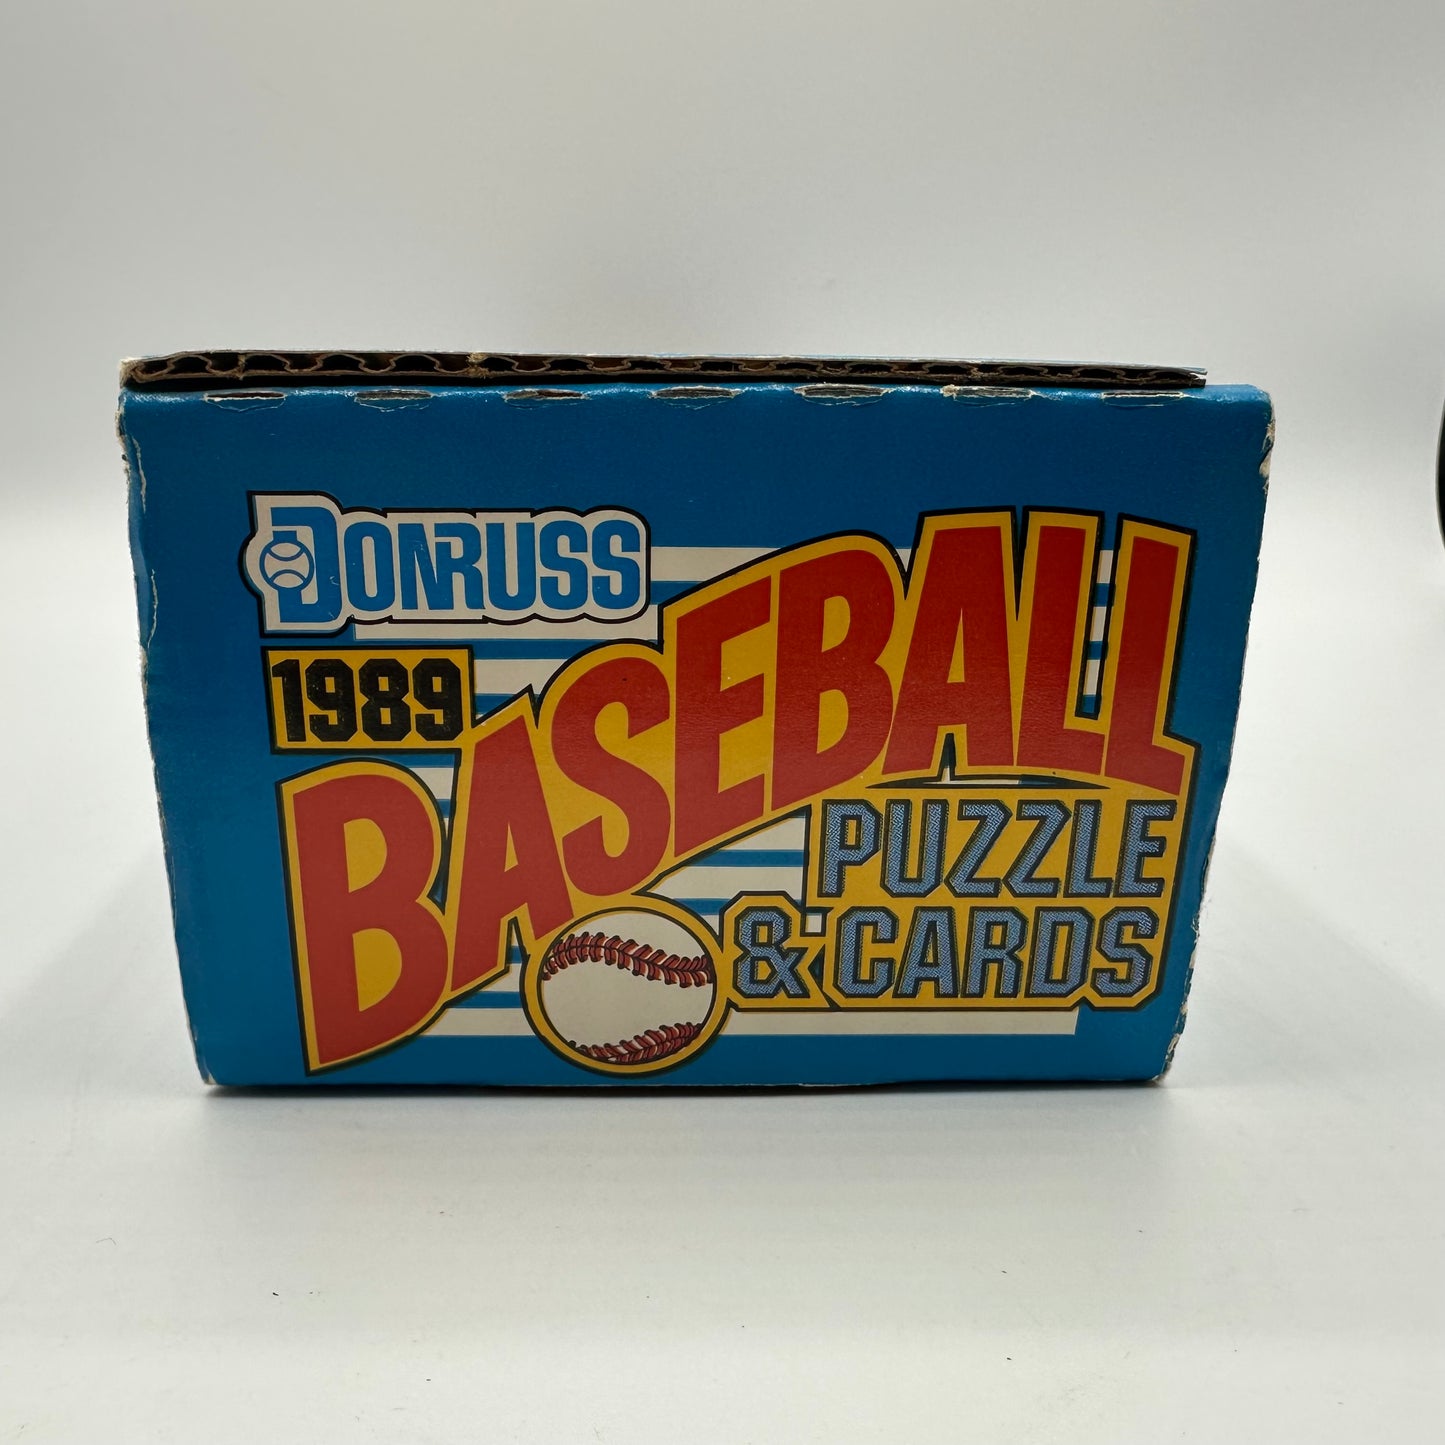 DONRUSS
1989
BASEBALL
PUZZLE
& CARDS